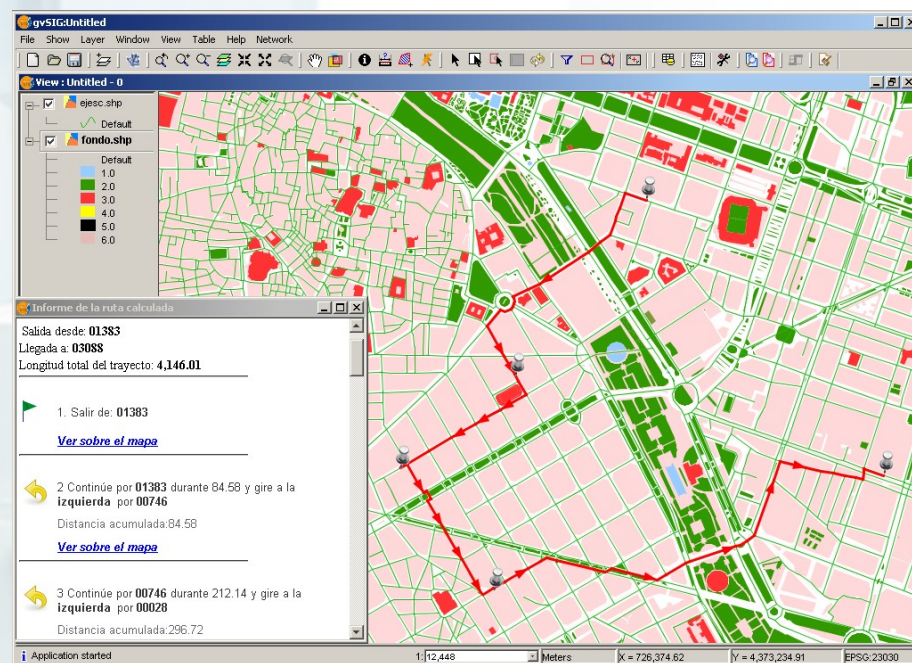 gvSIG:Untitled
File Show Layer Window View Table Help Network
View : Untitled - 0
ejesc.shp
Default
fondo.shp
Default
1.0
2.0
3.0
4.0
5.0
6.0
Informe de la ruta calculada
Salida desde: 01383
Llegada a: 03088
Longitud total del trayecto: 4,146.01
1. Salir de: 01383
Ver sobre el mapa
2 Continúe por 01383 durante 84.58 y gire a la
izquierda por 00746
Distancia acumulada:84.58
Ver sobre el mapa
3 Continúe por 00746 durante 212.14 y gire a la
izquierda por 00028
Distancia acumulada:296.72
Application started
1: 12,448
Meters
X = 726,374.62
Y = 4,373,234.91
EPSG:23030